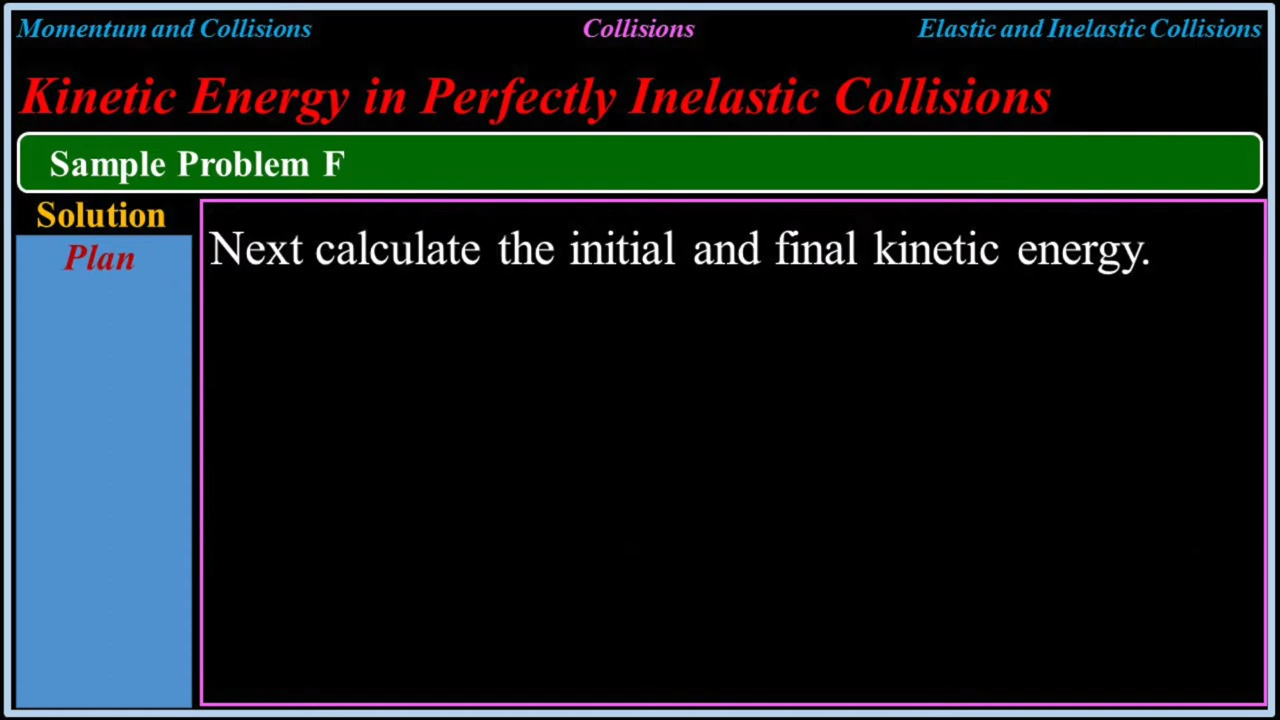 Momentum and Collisions Collisions Elastic and Inelastic Collisions
Kinetic Energy in Perfectly Inelastic Collisions
Sample Problem F
Solution
Plan
Next calculate the initial and final kinetic energy.